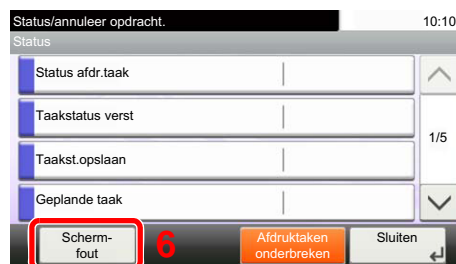 Status/annuleer opdracht. 10:10
Status
Status afdr.taak
Taakstatus verst
Taakst.opslaan
Geplande taak
1/5
Scherm-
fout
6
Afdruktaken
onderbreken
Sluiten